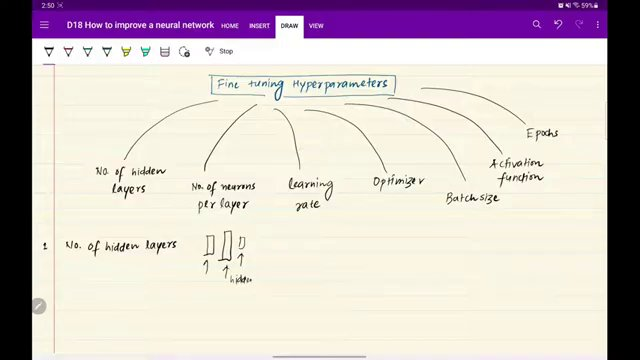 2:50
59%
D18 How to improve a neural network
HOME
INSERT
DRAW
VIEW
Stop
Fine tuning Hyperparameters
Epochs
Activation
function
No. of hidden
layers
No. of neurons
per layer
learning
rate
Optimizer
Batch size
1 No. of hidden layers
hidden